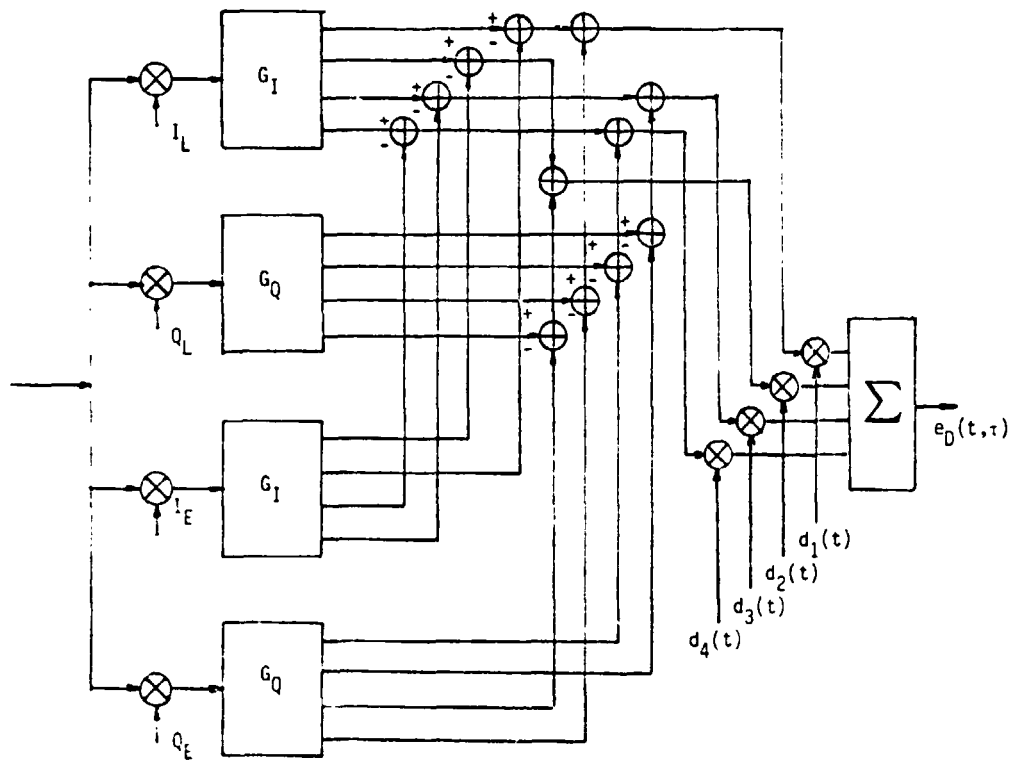 G_I
I_L
G_Q
Q_L
G_I
I_E
G_Q
Q_E
Σ
e_D(t,τ)
d_1(t)
d_2(t)
d_3(t)
d_4(t)